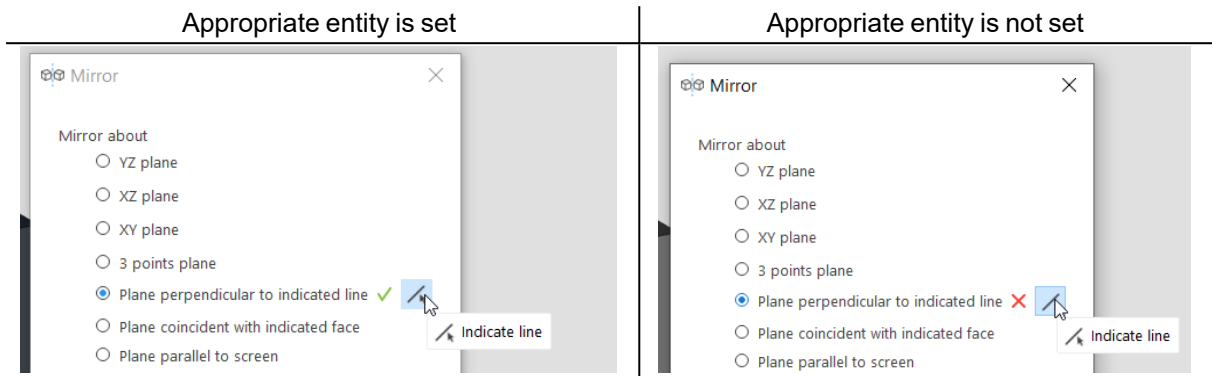 Appropriate entity is set
Mirror
Mirror about
YZ plane
XZ plane
XY plane
3 points plane
Plane perpendicular to indicated line
Indicate line
Plane coincident with indicated face
Plane parallel to screen
Appropriate entity is not set
Mirror
Mirror about
YZ plane
XZ plane
XY plane
3 points plane
Plane perpendicular to indicated line
Plane coincident with indicated face
Indicate line
Plane parallel to screen